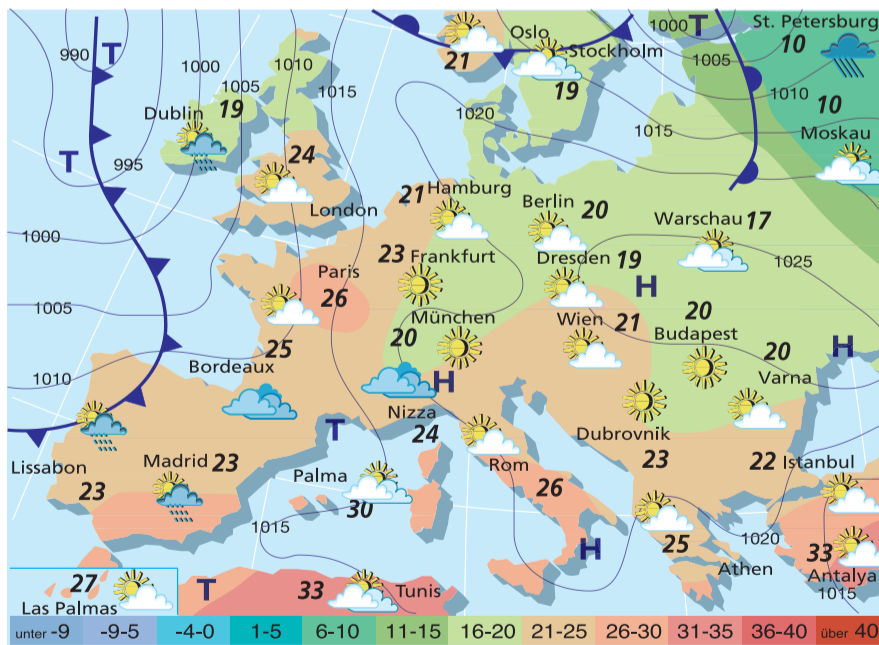 990
T
1000
1005
1010
1015
Oslo
21
Stockholm
19
1000
T
1005
St. Petersburg
10
1010
10
Moskau
1020
1015
Dublin
19
T
995
24
London
21
Hamburg
Berlin
20
Warschau
17
1025
23
Frankfurt
Dresden
19
H
1000
Paris
26
1005
München
20
Wien
21
20
Budapest
20
Varna
H
25
Bordeaux
1010
H
Nizza
24
T
Dubrovnik
23
22
Istanbul
Lissabon
23
Madrid
23
Palma
30
Rom
26
1015
H
25
Athen
1020
33
Antalya
1015
27
Las Palmas
T
33
Tunis
unter -9 -9-5 -4-0 1-5 6-10 11-15 16-20 21-25 26-30 31-35 36-40 über 40